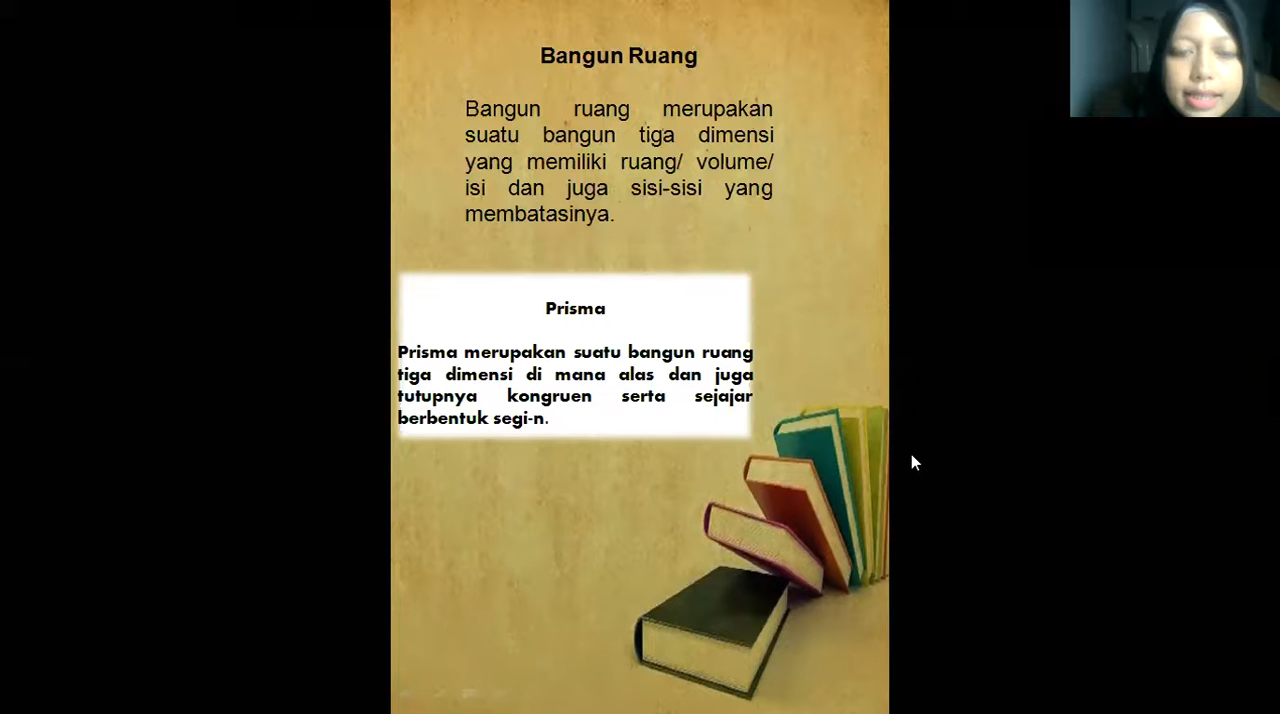 Bangun Ruang
Bangun ruang merupakan
suatu bangun tiga dimensi
yang memiliki ruang/ volume/
isi dan juga sisi-sisi yang
membatasinya.
Prisma
Prisma merupakan suatu bangun ruang
tiga dimensi di mana alas dan juga
tutupnya kongruen serta sejajar
berbentuk segi-n.